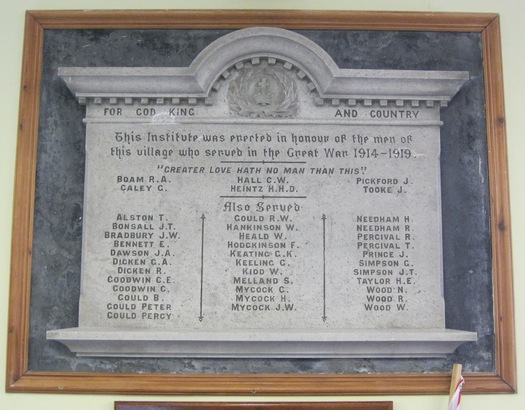 FOR GOD KING AND COUNTRY
This Institute was erected in honour of the men of
this village who served in the Great War 1914-1919.
"GREATER LOVE HATH NO MAN THAN THIS"
BOAM R.A. HALL C.W. PICKFORD J.
CALEY G. HEINTZ H.H.D. TOOKE J.
Also Served
ALSTON T. GOULD R.W. NEEDHAM H.
BONSALL J.T. HANKINSON W. NEEDHAM R.
BRADBURY J.W. HEALD W. PERCIVAL R.
BENNETT E. HODGKINSON F. PERCIVAL T.
DAWSON J.A. KEATING G.K. PRINCE J.
DICKEN G.A. KEELING C. SIMPSON G.
DICKEN R. KIDD W. SIMPSON J.T.
GOODWIN G.E. MELLAND S. TAYLOR H.E.
GOODWIN G. MYCOCK G. WOOD N.
GOULD B. MYCOCK H. WOOD R.
GOULD PETER MYCOCK J.W. WOOD W.
GOULD PERCY